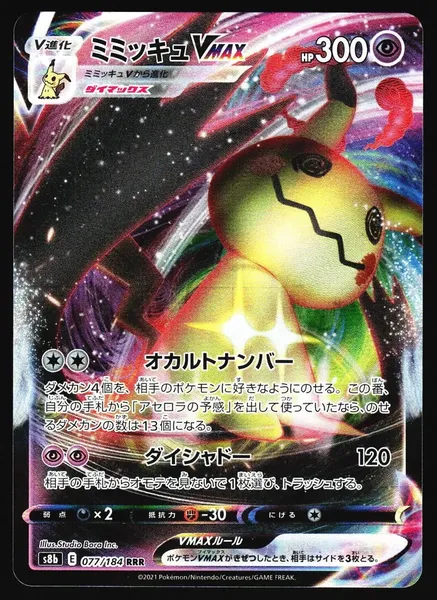 V進化
ミミッキュVMAX
HP300
ミミッキュVから進化
ダイマックス
オカルトナンバー
ダメカン4個を、相手のポケモンに好きなようにのせる。この番、
自分の手札から「アセロラの予感」を出して使っていたなら、のせ
るダメカンの数は13個になる。
ダイシャドー 120
相手の手札からオモテを見ないで1枚選び、トラッシュする。
弱点 ×2 抵抗力 -30 にげる
Illus.Studio Bora Inc.
s8b E 077/184 RRR
VMAXルール
ポケモンVMAXがきぜつしたとき、相手はサイドを3枚とる。
©2021 Pokémon/Nintendo/Creatures/GAME FREAK.